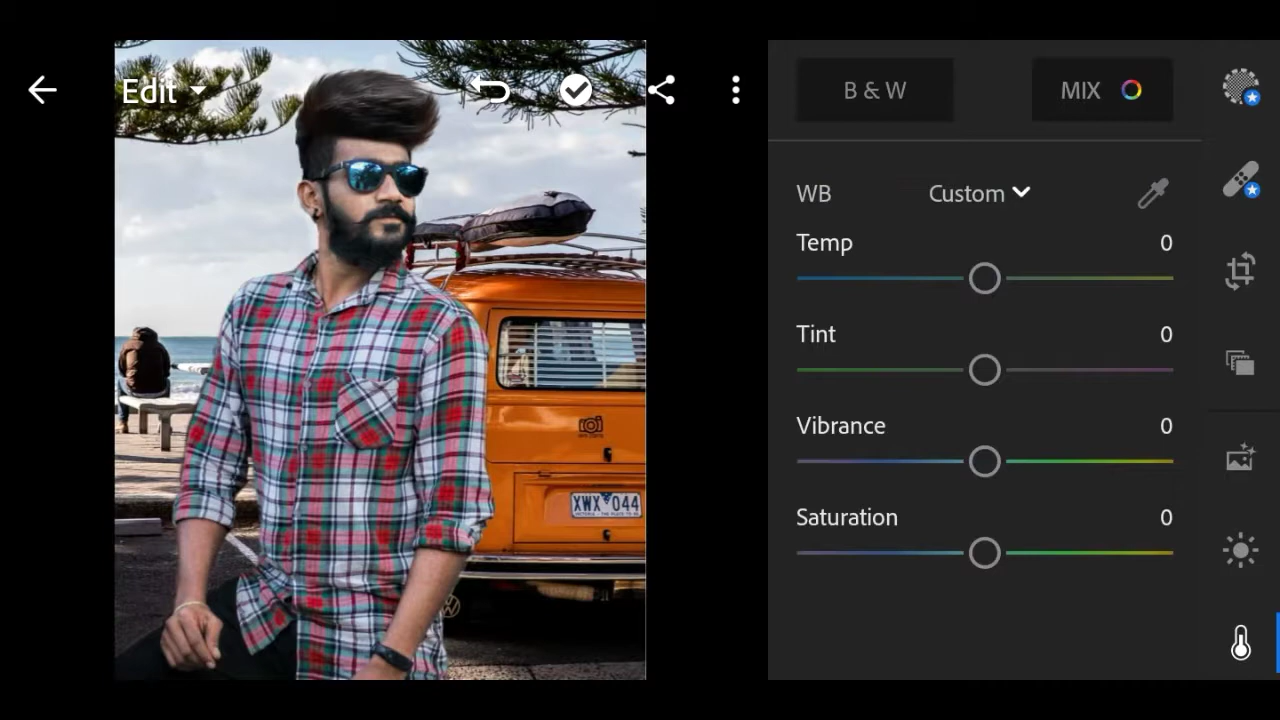 Edit
B & W
MIX
WB
Custom
Temp
0
Tint
0
Vibrance
0
Saturation
0
XWX 044